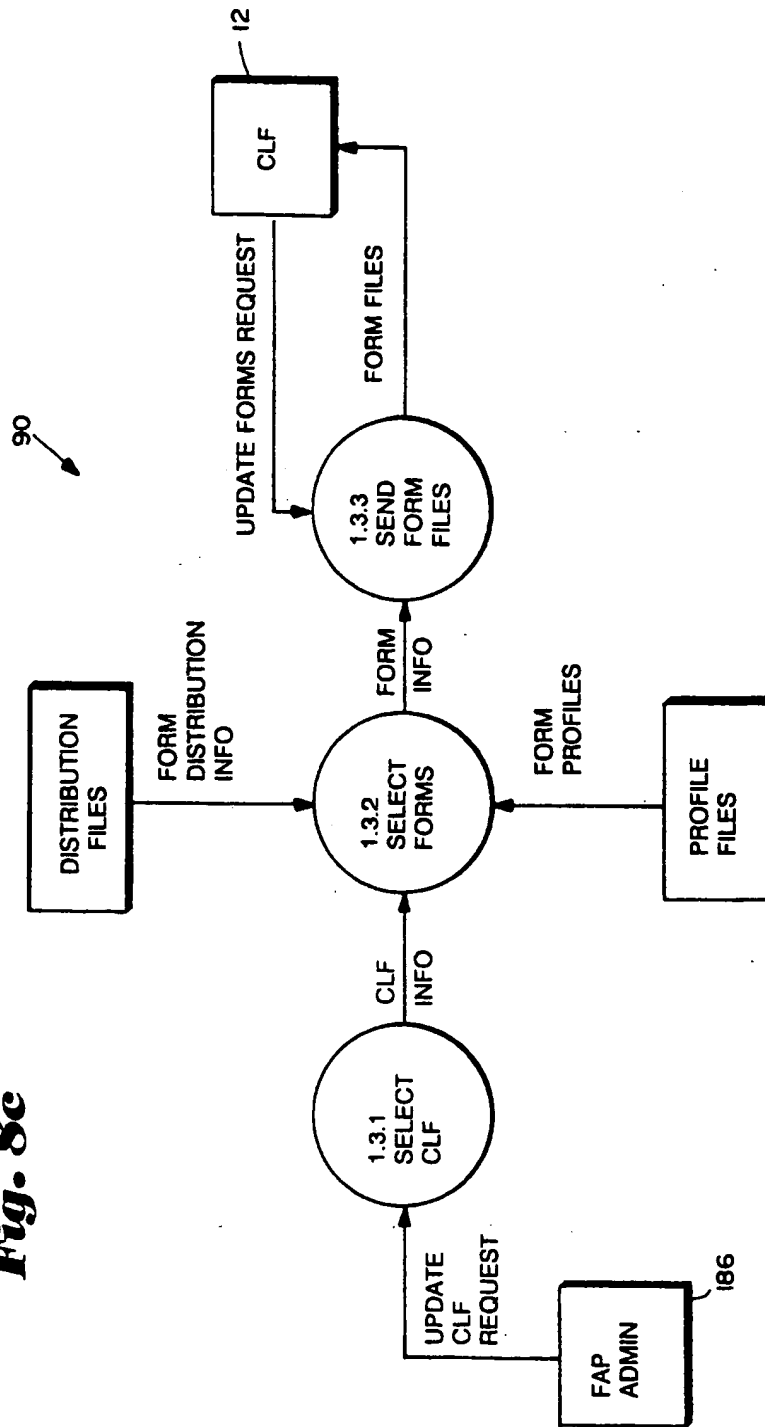 Fig. 8c
90
DISTRIBUTION
FILES
FORM
DISTRIBUTION
INFO
UPDATE FORMS REQUEST
CLF
12
FORM FILES
1.3.1
SELECT
CLF
CLF
INFO
1.3.2
SELECT
FORMS
FORM
INFO
1.3.3
SEND
FORM
FILES
UPDATE
CLF
REQUEST
FAP
ADMIN
186
FORM
PROFILES
PROFILE
FILES